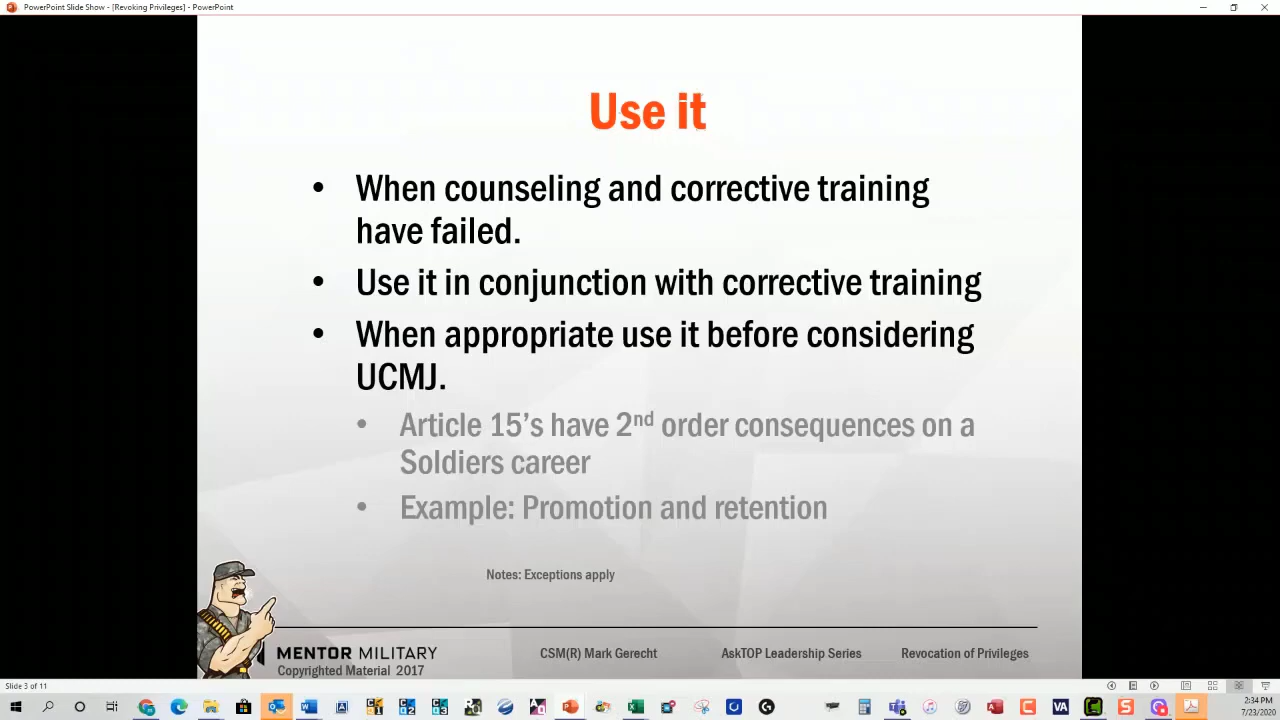 PowerPoint Slide Show - [Revoking Privileges] - PowerPoint
Use it
• When counseling and corrective training
have failed.
• Use it in conjunction with corrective training
• When appropriate use it before considering
UCMJ.
• Article 15’s have 2nd order consequences on a
Soldiers career
• Example: Promotion and retention
Notes: Exceptions apply
MENTOR MILITARY
Copyrighted Material 2017
CSM(R) Mark Gerecht
AskTOP Leadership Series
Revocation of Privileges
Slide 3 of 11
2:34 PM
7/23/2020